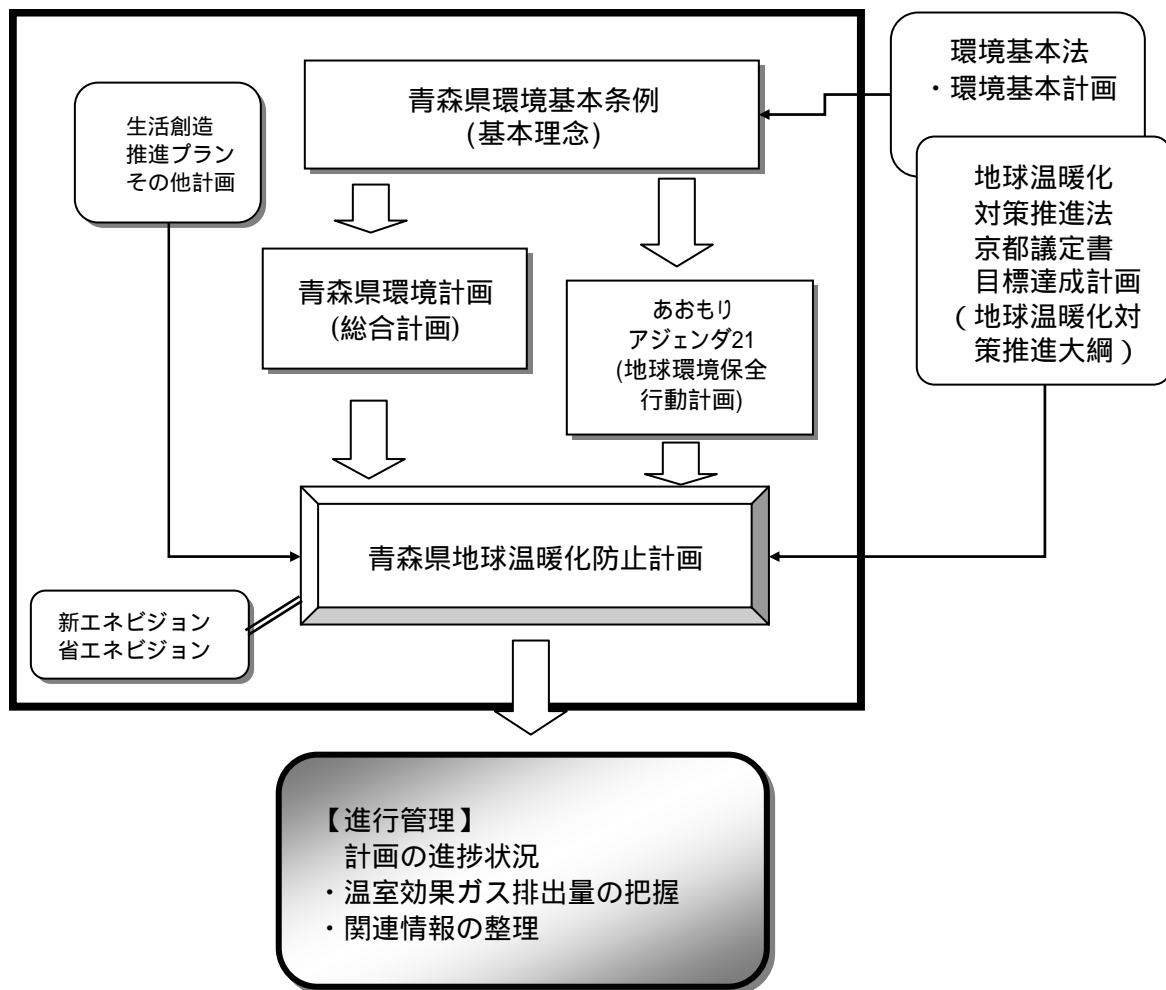 青森県環境基本条例
(基本理念)
環境基本法
・環境基本計画
生活創造
推進プラン
その他計画
地球温暖化
対策推進法
京都議定書
目標達成計画
(地球温暖化対
策推進大綱)
青森県環境計画
(総合計画)
あおもり
アジェンダ21
(地球環境保全
行動計画)
青森県地球温暖化防止計画
新エネビジョン
省エネビジョン
【進行管理】
計画の進捗状況
・温室効果ガス排出量の把握
・関連情報の整理